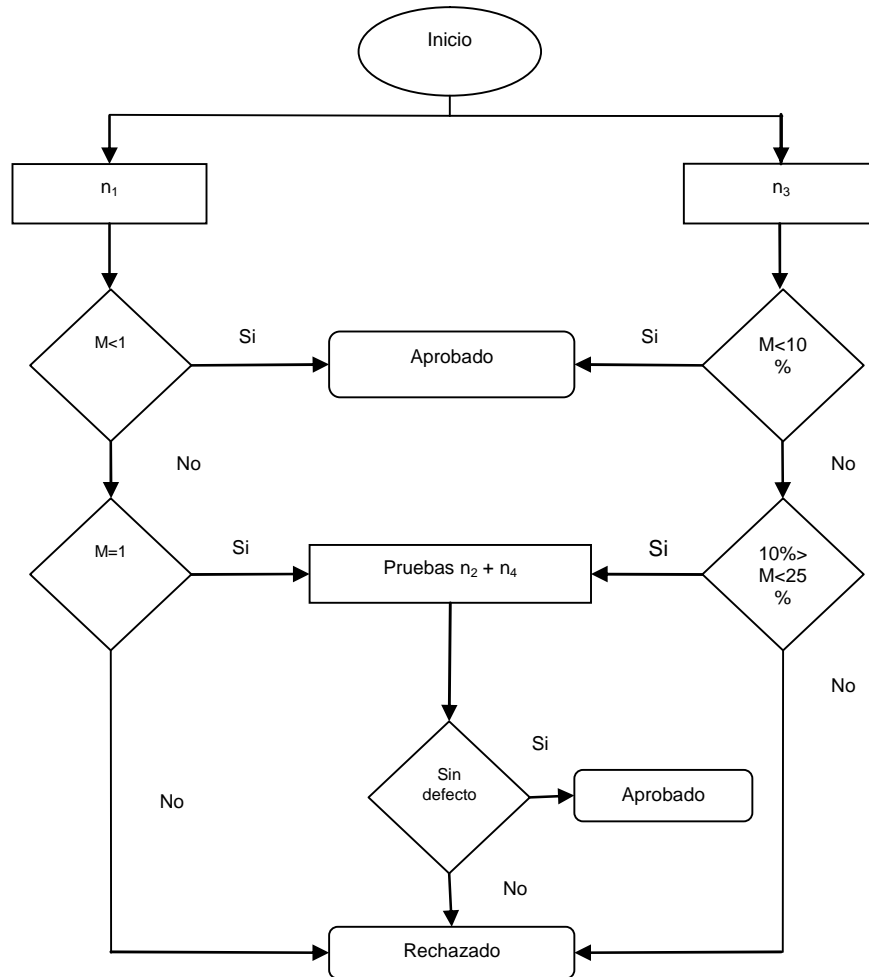 Inicio
n₁
n₃
M<1
Si
Aprobado
Si
M<10
%
No
No
M=1
Si
Pruebas n₂ + n₄
Si
10%>
M<25
%
No
Si
Sin
defecto
Aprobado
No
No
Rechazado